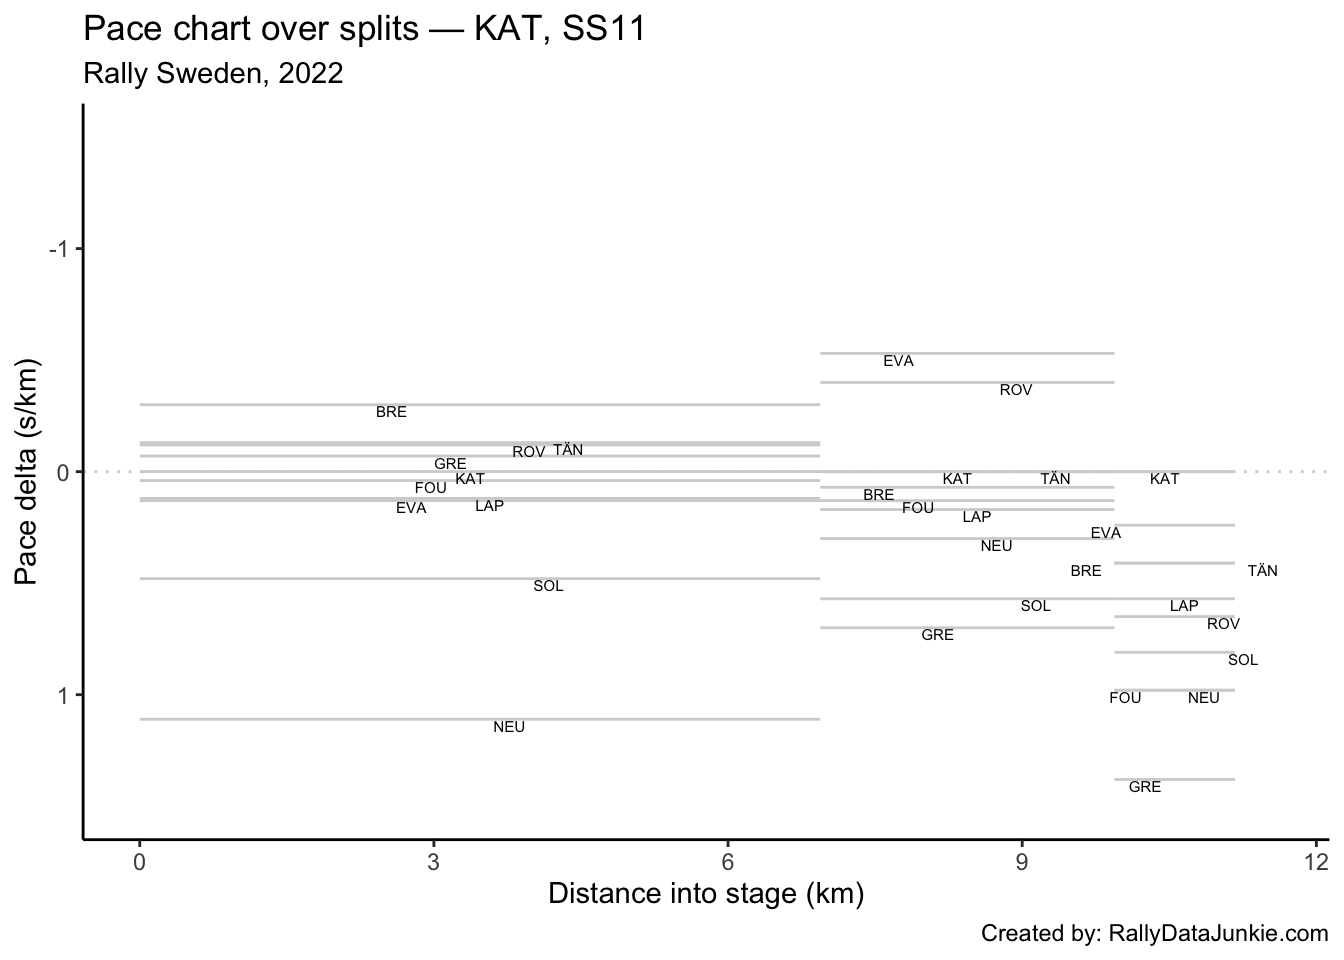 Pace chart over splits — KAT, SS11
Rally Sweden, 2022
Pace delta (s/km)
-1
0
1
EVA
ROV
BRE
ROV TÄN
GRE
KAT
FOU
EVA LAP
SOL
NEU
KAT TÄN KAT
BRE
FOU
LAP
EVA
NEU
BRE TÄN
SOL LAP
ROV
GRE
SOL
FOU NEU
GRE
0 3 6 9 12
Distance into stage (km)
Created by: RallyDataJunkie.com